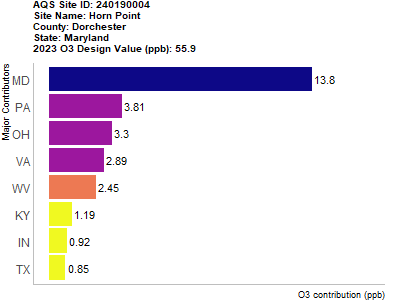 AQS Site ID: 240190004
Site Name: Horn Point
County: Dorchester
State: Maryland
2023 O3 Design Value (ppb): 55.9
Major Contributors
MD 13.8
PA 3.81
OH 3.3
VA 2.89
WV 2.45
KY 1.19
IN 0.92
TX 0.85
O3 contribution (ppb)